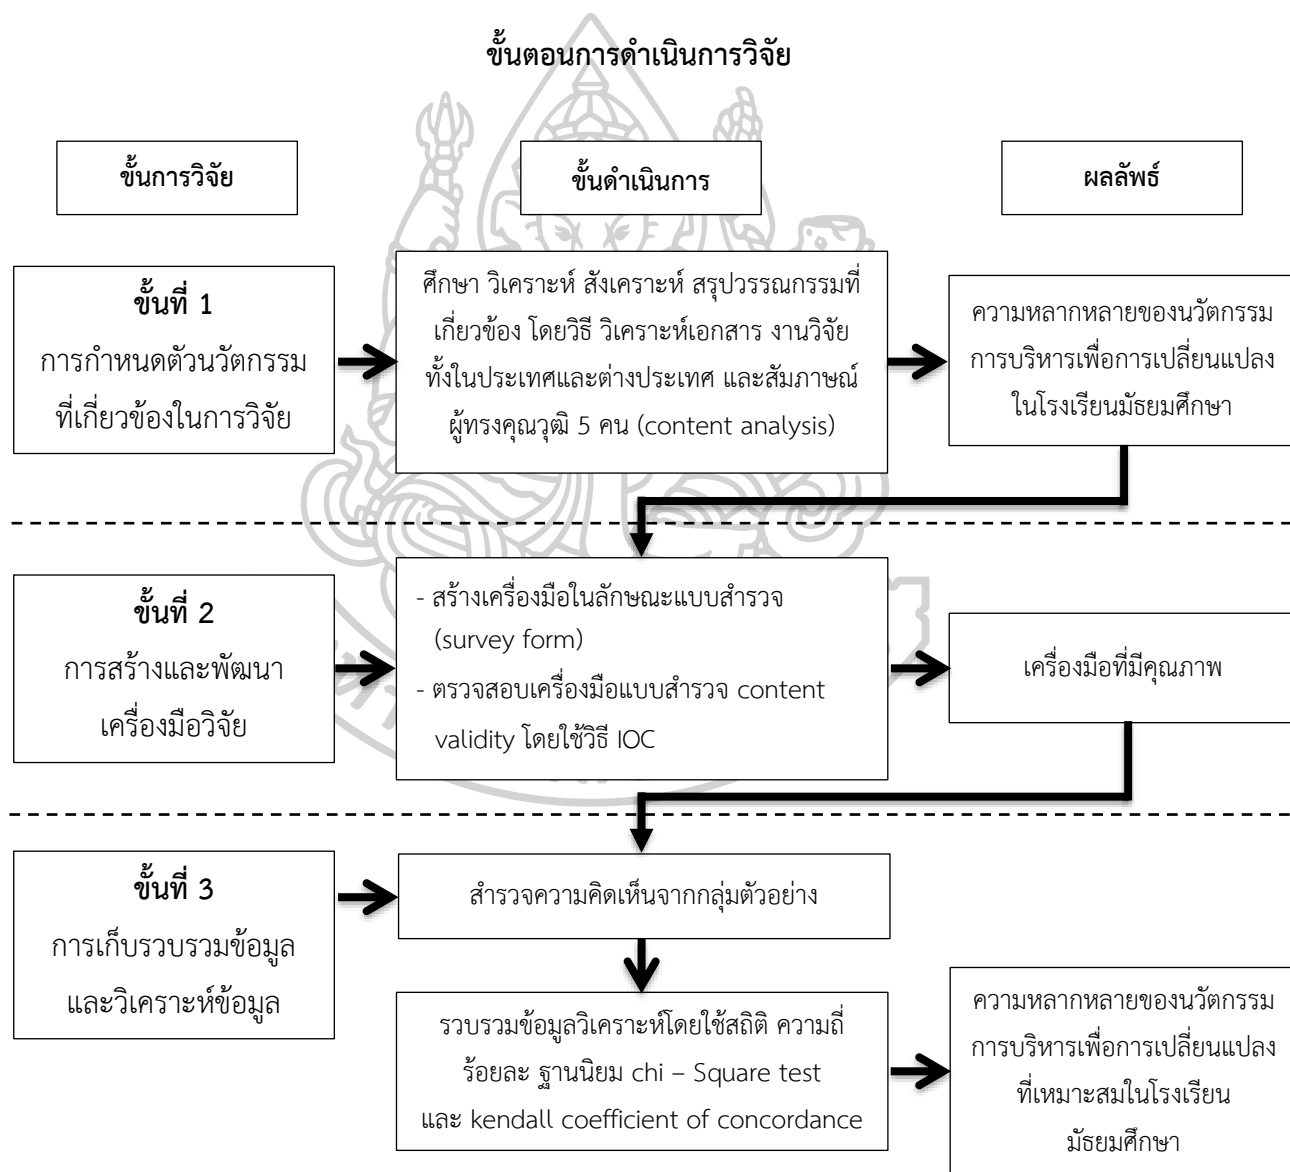 ขั้นตอนการดำเนินการวิจัย
ขั้นการวิจัย
ขั้นดำเนินการ
ผลลัพธ์
ขั้นที่ 1
การกำหนดตัวนวัตกรรม
ที่เกี่ยวข้องในการวิจัย
ศึกษา วิเคราะห์ สังเคราะห์ สรุปวรรณกรรมที่
เกี่ยวข้อง โดยวิธี วิเคราะห์เอกสาร งานวิจัย
ทั้งในประเทศและต่างประเทศ และสัมภาษณ์
ผู้ทรงคุณวุฒิ 5 คน (content analysis)
ความหลากหลายของนวัตกรรม
การบริหารเพื่อการเปลี่ยนแปลง
ในโรงเรียนมัธยมศึกษา
ขั้นที่ 2
การสร้างและพัฒนา
เครื่องมือวิจัย
- สร้างเครื่องมือในลักษณะแบบสำรวจ
(survey form)
- ตรวจสอบเครื่องมือแบบสำรวจ content
validity โดยใช้วิธี IOC
เครื่องมือที่มีคุณภาพ
ขั้นที่ 3
การเก็บรวบรวมข้อมูล
และวิเคราะห์ข้อมูล
สำรวจความคิดเห็นจากกลุ่มตัวอย่าง
รวบรวมข้อมูลวิเคราะห์โดยใช้สถิติ ความถี่
ร้อยละ ฐานนิยม chi – Square test
และ kendall coefficient of concordance
ความหลากหลายของนวัตกรรม
การบริหารเพื่อการเปลี่ยนแปลง
ที่เหมาะสมในโรงเรียน
มัธยมศึกษา